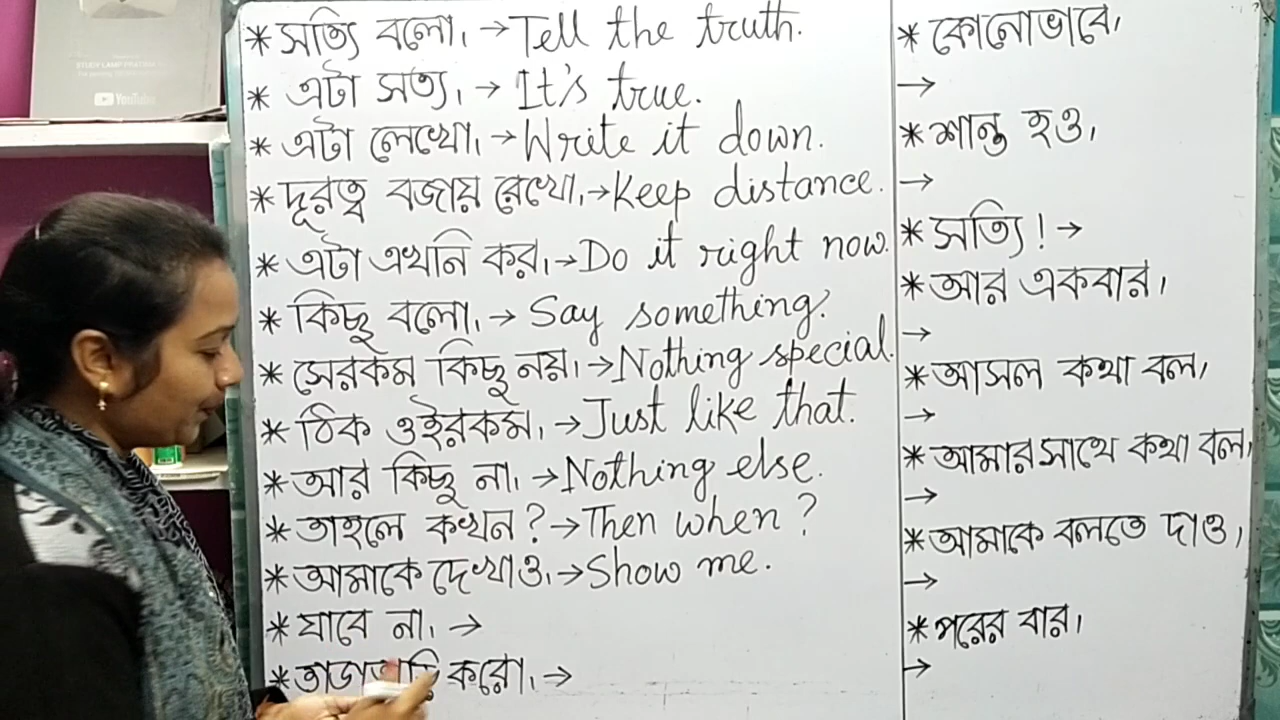 YouTube
* সত্যি বলো। → Tell the truth.
* এটা সত্য। → It's true.
* এটা লেখো। → Write it down.
* দূরত্ব বজায় রেখো। → Keep distance.
* এটা এখনি কর। → Do it right now.
* কিছু বলো। → Say something.
* সেরকম কিছু নয়। → Nothing special.
* ঠিক ওইরকম। → Just like that.
* আর কিছু না। → Nothing else.
* তাহলে কখন? → Then when?
* আমাকে দেখাও। → Show me.
* যাবে না। →
* তাড়াতাড়ি করো। →
* কোনোভাবে।
→
* শান্ত হও।
→
* সত্যি! →
* আর একবার।
→
* আসল কথা বল।
→
* আমার সাথে কথা বল।
→
* আমাকে বলতে দাও।
→
* পরের বার।
→